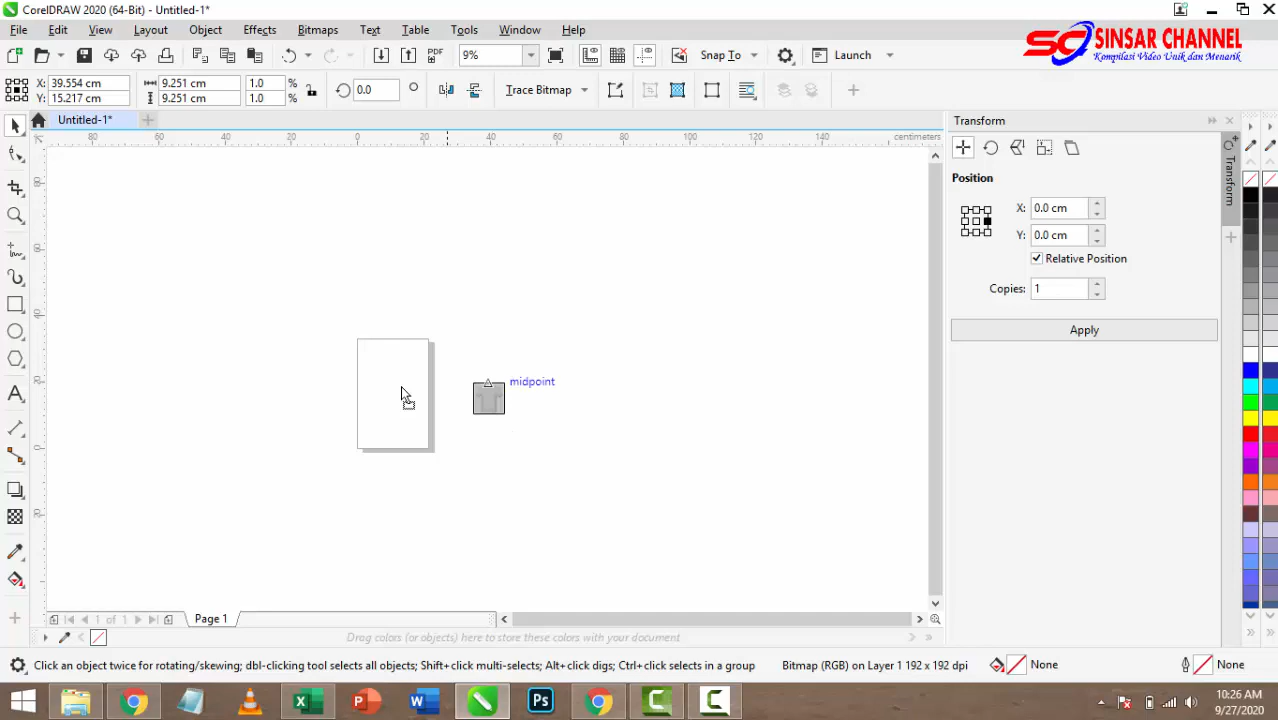 CorelDRAW 2020 (64-Bit) - Untitled-1*
File Edit View Layout Object Effects Bitmaps Text Table Tools Window Help
SINSAR CHANNEL
Kompilasi Video Unik dan Menarik
PDF 9% Snap To Launch
X: 39.554 cm 9.251 cm 1.0 % 0.0 Trace Bitmap
Y: 15.217 cm 9.251 cm 1.0 %
Untitled-1* Transform
80 60 40 20 0 20 40 60 80 100 120 140 centimeters
Position
X: 0.0 cm
Y: 0.0 cm
Relative Position
Copies: 1
Apply
Transform
midpoint
1 of 1 Page 1
Drag colors (or objects) here to store these colors with your document
Click an object twice for rotating/skewing; dbl-clicking tool selects all objects; Shift+click multi-selects; Alt+click digs; Ctrl+click selects in a group Bitmap (RGB) on Layer 1 192 x 192 dpi None None
10:26 AM
9/27/2020